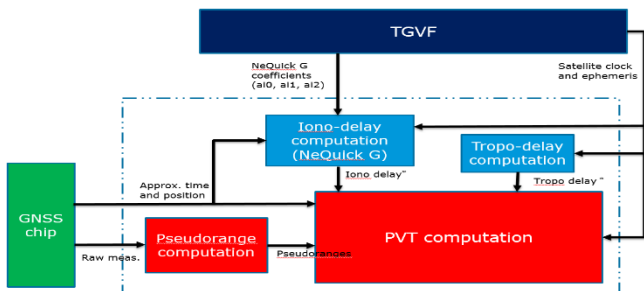 TGVF
NeQuick G
coefficients
(ai0, ai1, ai2)
Satellite clock
and ephemeris
Iono-delay
computation
(NeQuick G)
Tropo-delay
computation
Iono delay"
Tropo delay "
Approx. time
and position
GNSS
chip
Raw meas.
Pseudorange
computation
Pseudoranges
PVT computation